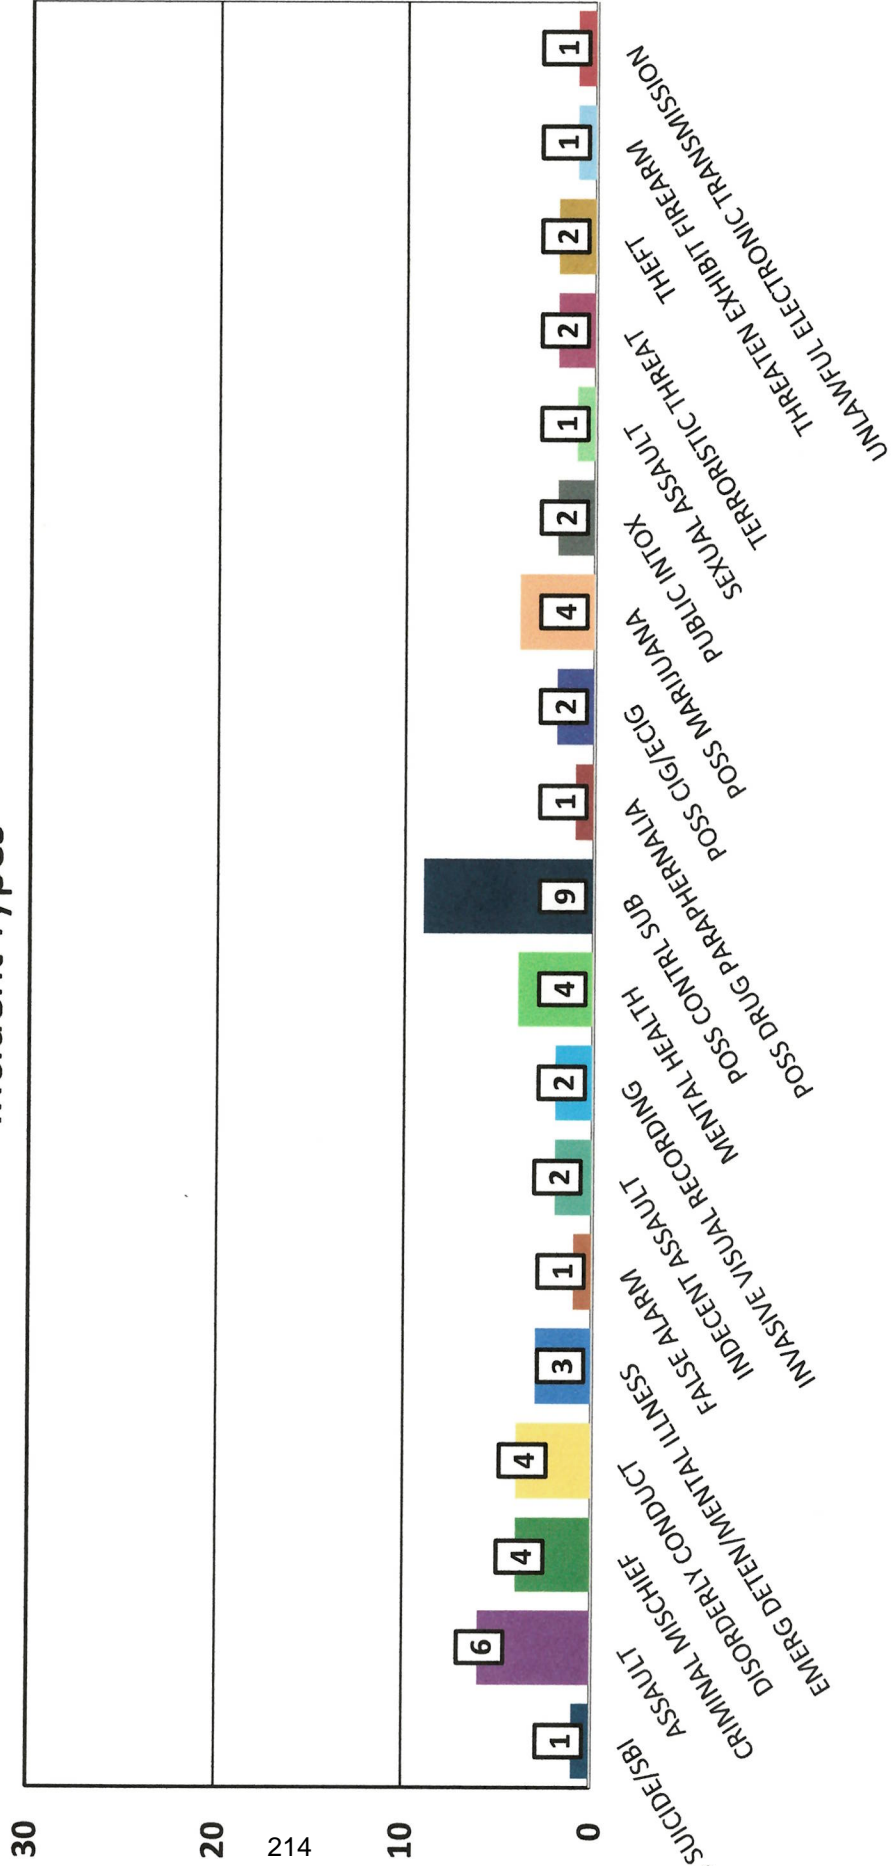 Incident Types
30
20
10
0
1
6
4
4
3
1
2
2
4
9
1
2
4
2
1
2
2
1
1
SUICIDE/SBI
ASSAULT
CRIMINAL MISCHIEF
DISORDERLY CONDUCT
EMERG DETEN/MENTAL ILLNESS
FALSE ALARM
INDECENT ASSAULT
INVASIVE VISUAL RECORDING
MENTAL HEALTH
POSS CONTRL SUB
POSS DRUG PARAPHERNALIA
POSS CIG/ECIG
POSS MARIJUANA
PUBLIC INTOX
SEXUAL ASSAULT
TERRORISTIC THREAT
THEFT
THREATEN EXHIBIT FIREARM
UNLAWFUL ELECTRONIC TRANSMISSION
214